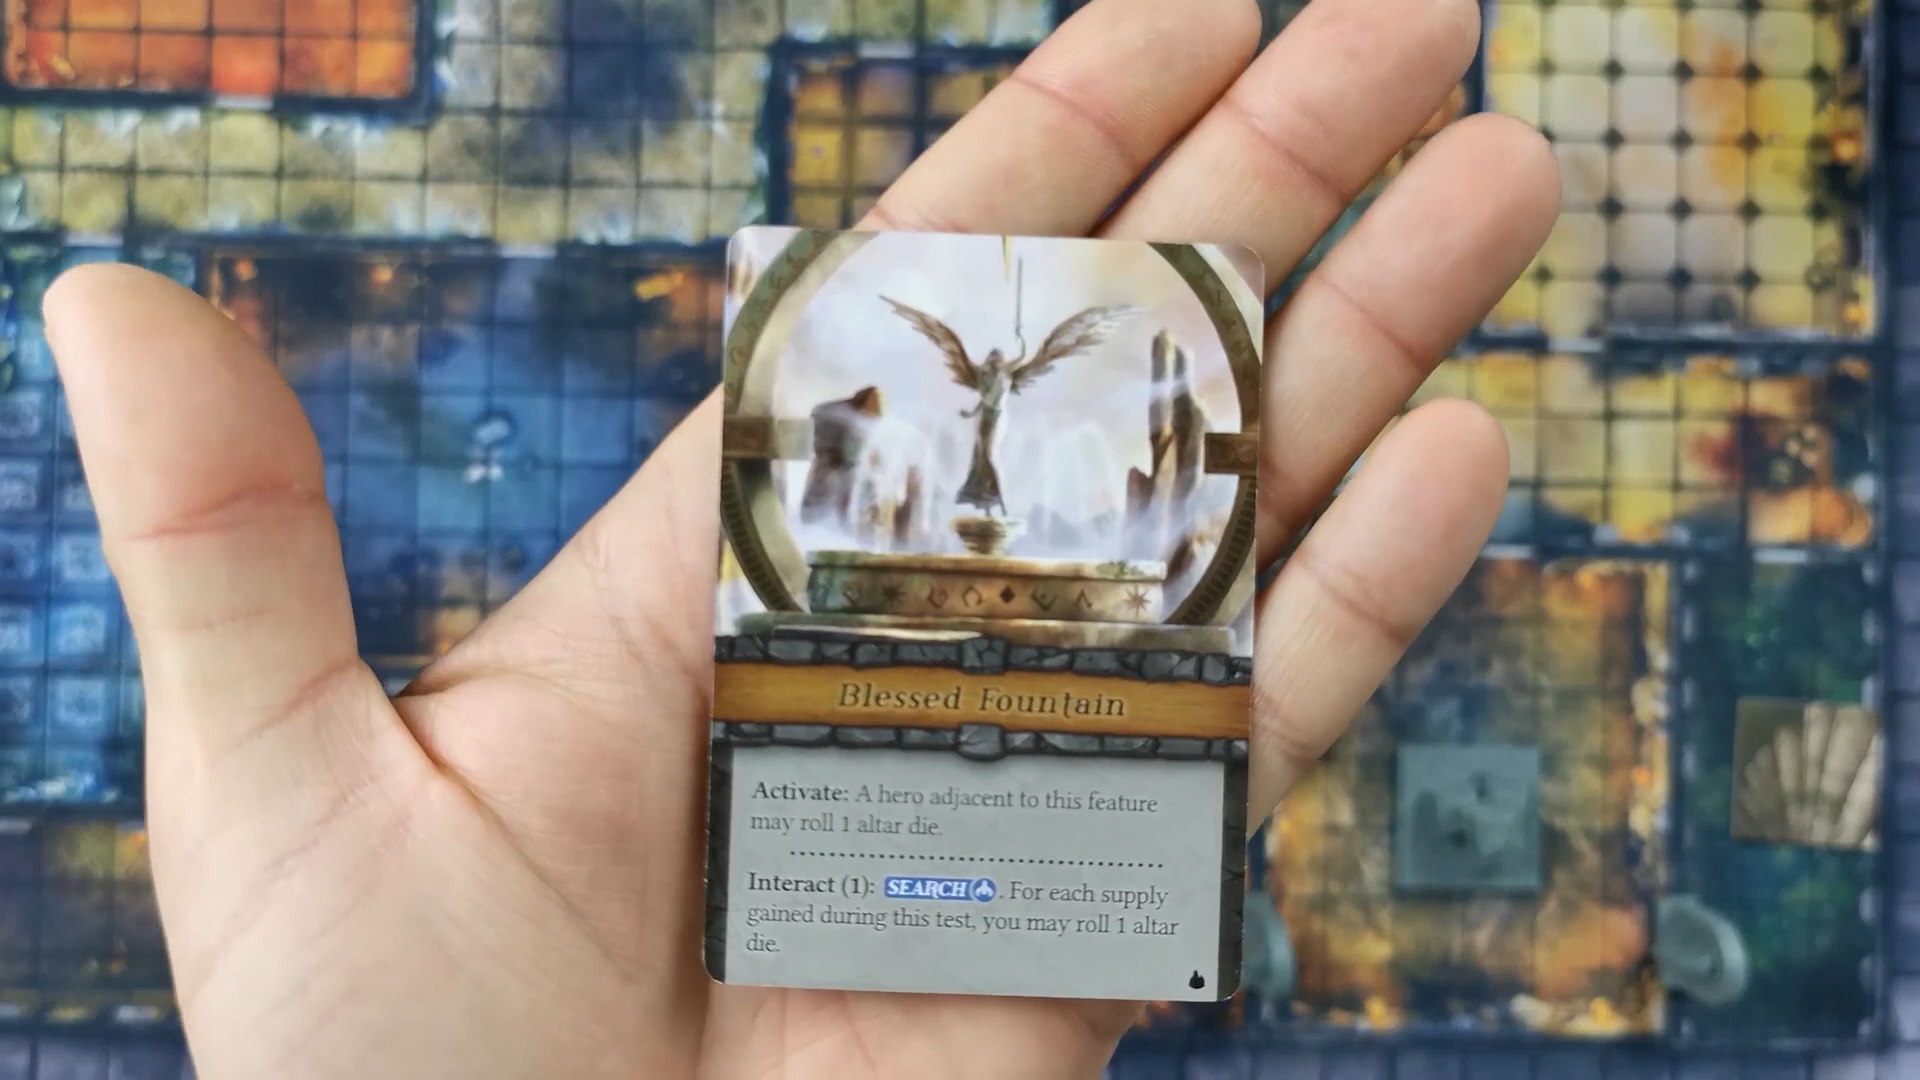 Blessed Fountain
Activate: A hero adjacent to this feature
may roll 1 altar die.
Interact (1): SEARCH. For each supply
gained during this test, you may roll 1 altar
die.